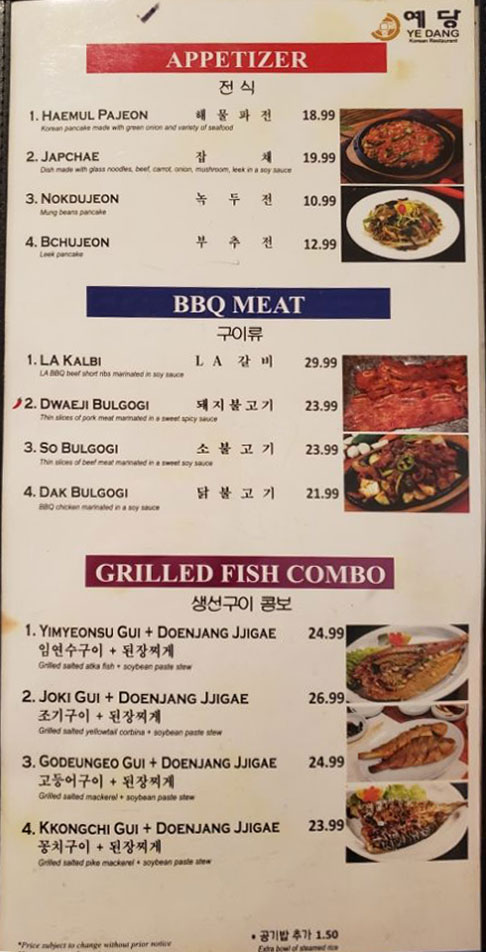 예 당
YE DANG
Korean Restaurant
APPETIZER
전 식
1. HAEMUL PAJEON 해 물 파 전 18.99
Korean pancake made with green onion and variety of seafood
2. JAPCHAE 잡 채 19.99
Dish made with glass noodles, beef, carrot, onion, mushroom, leek in a soy sauce
3. NOKDUJEON 녹 두 전 10.99
Mung beans pancake
4. BCHUJEON 부 추 전 12.99
Leek pancake
BBQ MEAT
구이류
1. LA KALBI L A 갈 비 29.99
LA BBQ beef short ribs marinated in soy sauce
2. DWAEJI BULGOGI 돼지불고기 23.99
Thin slices of pork meat marinated in a sweet spicy sauce
3. SO BULGOGI 소 불 고 기 23.99
Thin slices of beef meat marinated in a sweet soy sauce
4. DAK BULGOGI 닭 불 고 기 21.99
BBQ chicken marinated in a soy sauce
GRILLED FISH COMBO
생선구이 콤보
1. YIMYEONSU GUI + DOENJANG JJIGAE 24.99
임연수구이 + 된장찌개
Grilled salted atka fish + soybean paste stew
2. JOKI GUI + DOENJANG JJIGAE 26.99
조기구이 + 된장찌개
Grilled salted yellowtail corbina + soybean paste stew
3. GODEUNGEO GUI + DOENJANG JJIGAE 24.99
고등어구이 + 된장찌개
Grilled salted mackerel + soybean paste stew
4. KKONGCHI GUI + DOENJANG JJIGAE 23.99
꽁치구이 + 된장찌개
Grilled salted pike mackerel + soybean paste stew
• 공기밥 추가 1.50
Extra bowl of steamed rice
*Price subject to change without prior notice